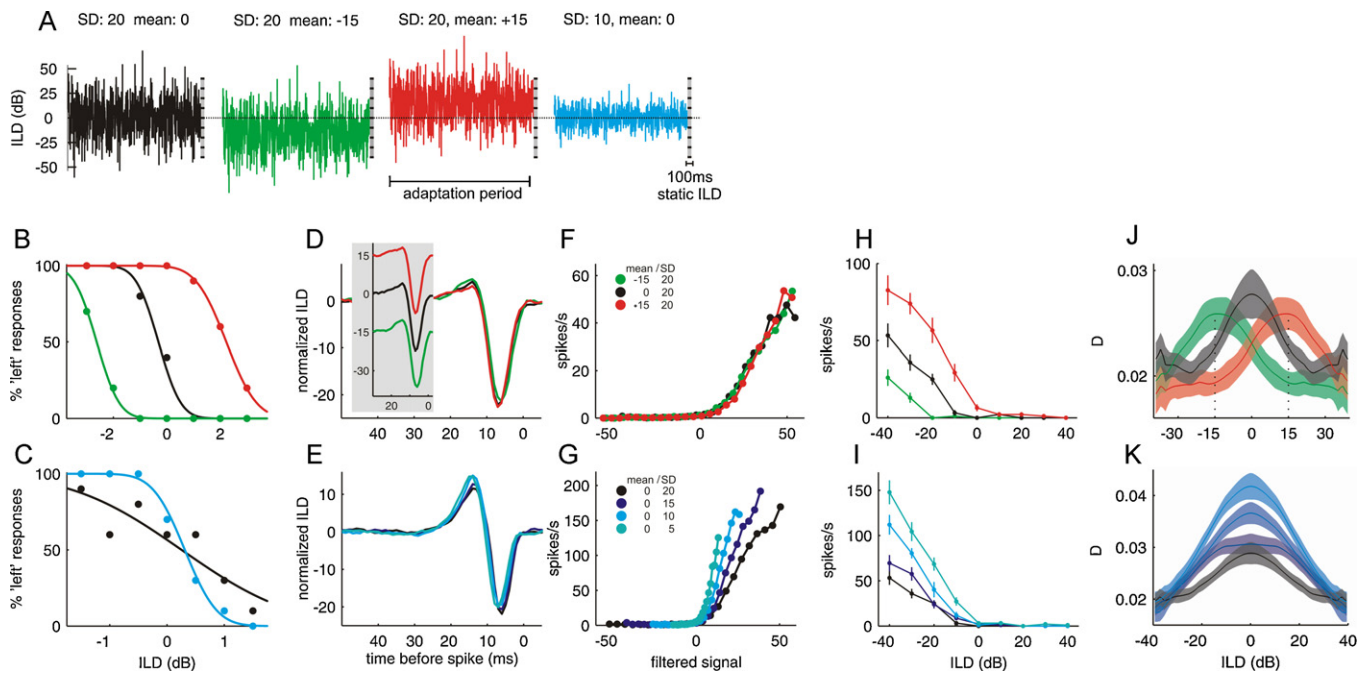 A
SD: 20 mean: 0
SD: 20 mean: -15
SD: 20, mean: +15
SD: 10, mean: 0
ILD (dB)
50
25
0
-25
-50
adaptation period
100ms
static ILD
B
% 'left' responses
100
50
0
-2 0 2
D
normalized ILD
10
0
-10
-20
15
0
-15
-30
20 0
40 30 20 10 0
F
spikes/s
60
40
20
0
mean / SD
-15 20
0 20
+15 20
-50 0 50
H
100
50
0
-40 -20 0 20 40
J
D
0.03
0.02
-30 -15 0 15 30
C
% 'left' responses
100
50
0
-1 0 1
ILD (dB)
E
normalized ILD
10
0
-10
-20
40 30 20 10 0
time before spike (ms)
G
spikes/s
200
150
100
50
0
mean / SD
0 20
0 15
0 10
0 5
-50 0 50
filtered signal
I
150
100
50
0
-40 -20 0 20 40
ILD (dB)
K
D
0.04
0.03
0.02
-40 -20 0 20 40
ILD (dB)